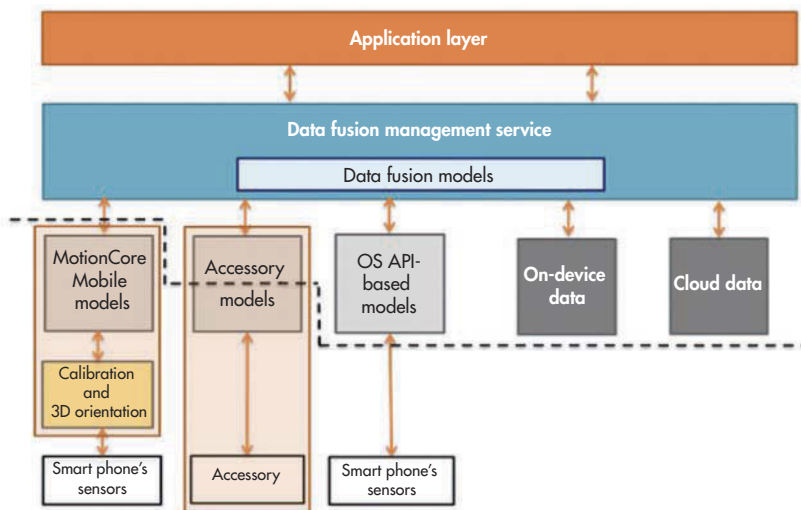 Application layer
Data fusion management service
Data fusion models
MotionCore
Mobile
models
Accessory
models
OS API-
based
models
On-device
data
Cloud data
Calibration
and
3D orientation
Smart phone's
sensors
Accessory
Smart phone's
sensors